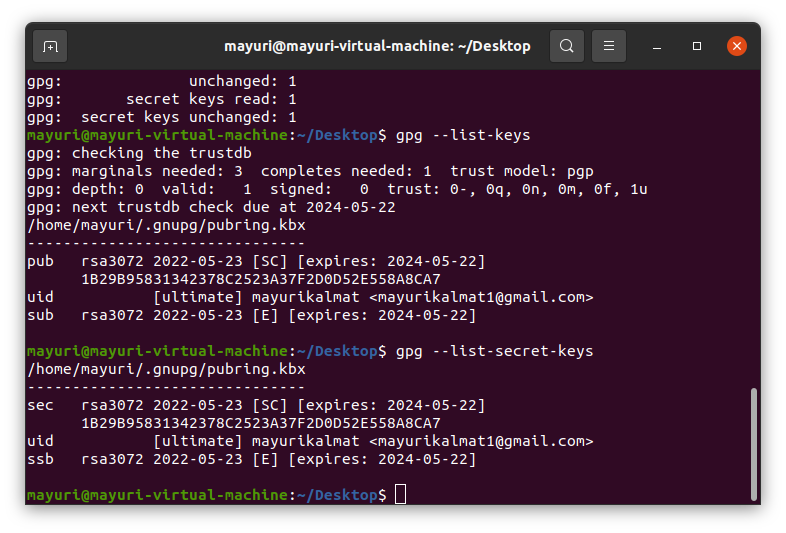 mayuri@mayuri-virtual-machine: ~/Desktop
gpg:              unchanged: 1
gpg:       secret keys read: 1
gpg:  secret keys unchanged: 1
mayuri@mayuri-virtual-machine:~/Desktop$ gpg --list-keys
gpg: checking the trustdb
gpg: marginals needed: 3  completes needed: 1  trust model: pgp
gpg: depth: 0  valid:   1  signed:   0  trust: 0-, 0q, 0n, 0m, 0f, 1u
gpg: next trustdb check due at 2024-05-22
/home/mayuri/.gnupg/pubring.kbx
-------------------------------
pub   rsa3072 2022-05-23 [SC] [expires: 2024-05-22]
      1B29B95831342378C2523A37F2D0D52E558A8CA7
uid           [ultimate] mayurikalmat <mayurikalmat1@gmail.com>
sub   rsa3072 2022-05-23 [E] [expires: 2024-05-22]

mayuri@mayuri-virtual-machine:~/Desktop$ gpg --list-secret-keys
/home/mayuri/.gnupg/pubring.kbx
-------------------------------
sec   rsa3072 2022-05-23 [SC] [expires: 2024-05-22]
      1B29B95831342378C2523A37F2D0D52E558A8CA7
uid           [ultimate] mayurikalmat <mayurikalmat1@gmail.com>
ssb   rsa3072 2022-05-23 [E] [expires: 2024-05-22]

mayuri@mayuri-virtual-machine:~/Desktop$